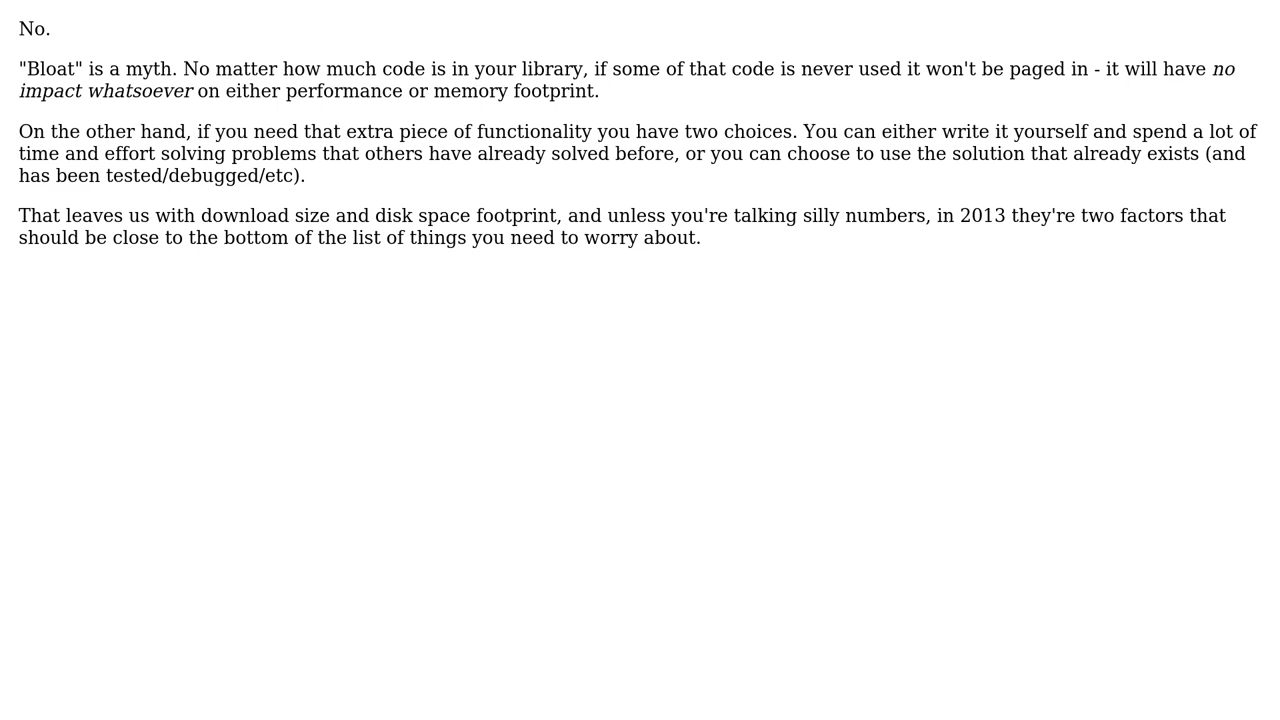 No.
"Bloat" is a myth. No matter how much code is in your library, if some of that code is never used it won't be paged in - it will have no
impact whatsoever on either performance or memory footprint.
On the other hand, if you need that extra piece of functionality you have two choices. You can either write it yourself and spend a lot of
time and effort solving problems that others have already solved before, or you can choose to use the solution that already exists (and
has been tested/debugged/etc).
That leaves us with download size and disk space footprint, and unless you're talking silly numbers, in 2013 they're two factors that
should be close to the bottom of the list of things you need to worry about.